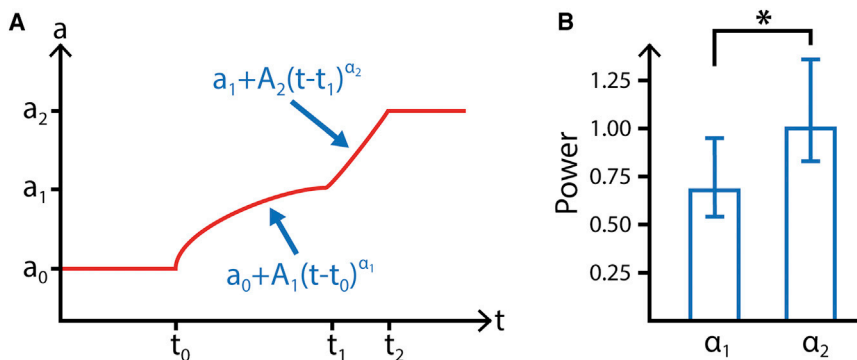 A
a
a₁+A₂(t-t₁)^α₂
a₂
a₁
a₀
a₀+A₁(t-t₀)^α₁
t
t₀ t₁ t₂
B
*
Power
1.25
1.00
0.75
0.50
0.25
α₁ α₂